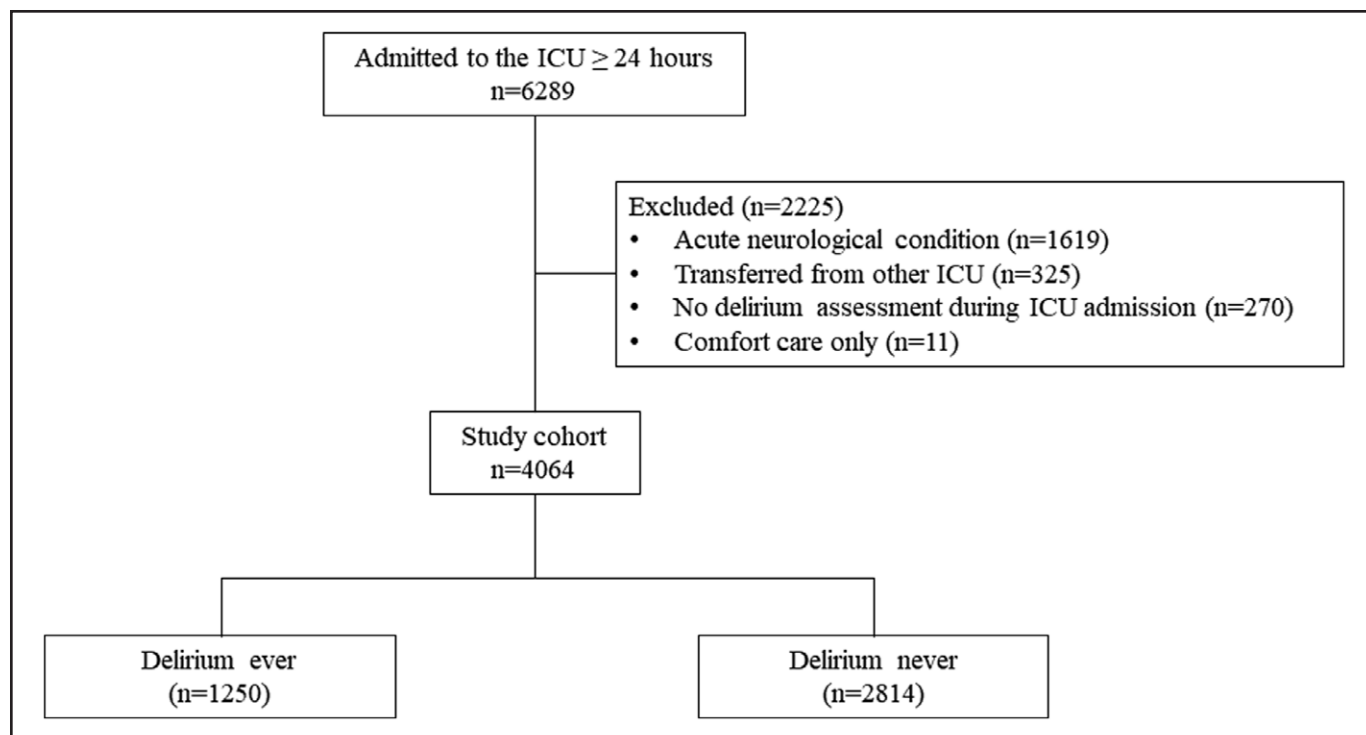 Admitted to the ICU ≥ 24 hours
n=6289
Excluded (n=2225)
• Acute neurological condition (n=1619)
• Transferred from other ICU (n=325)
• No delirium assessment during ICU admission (n=270)
• Comfort care only (n=11)
Study cohort
n=4064
Delirium ever
(n=1250)
Delirium never
(n=2814)